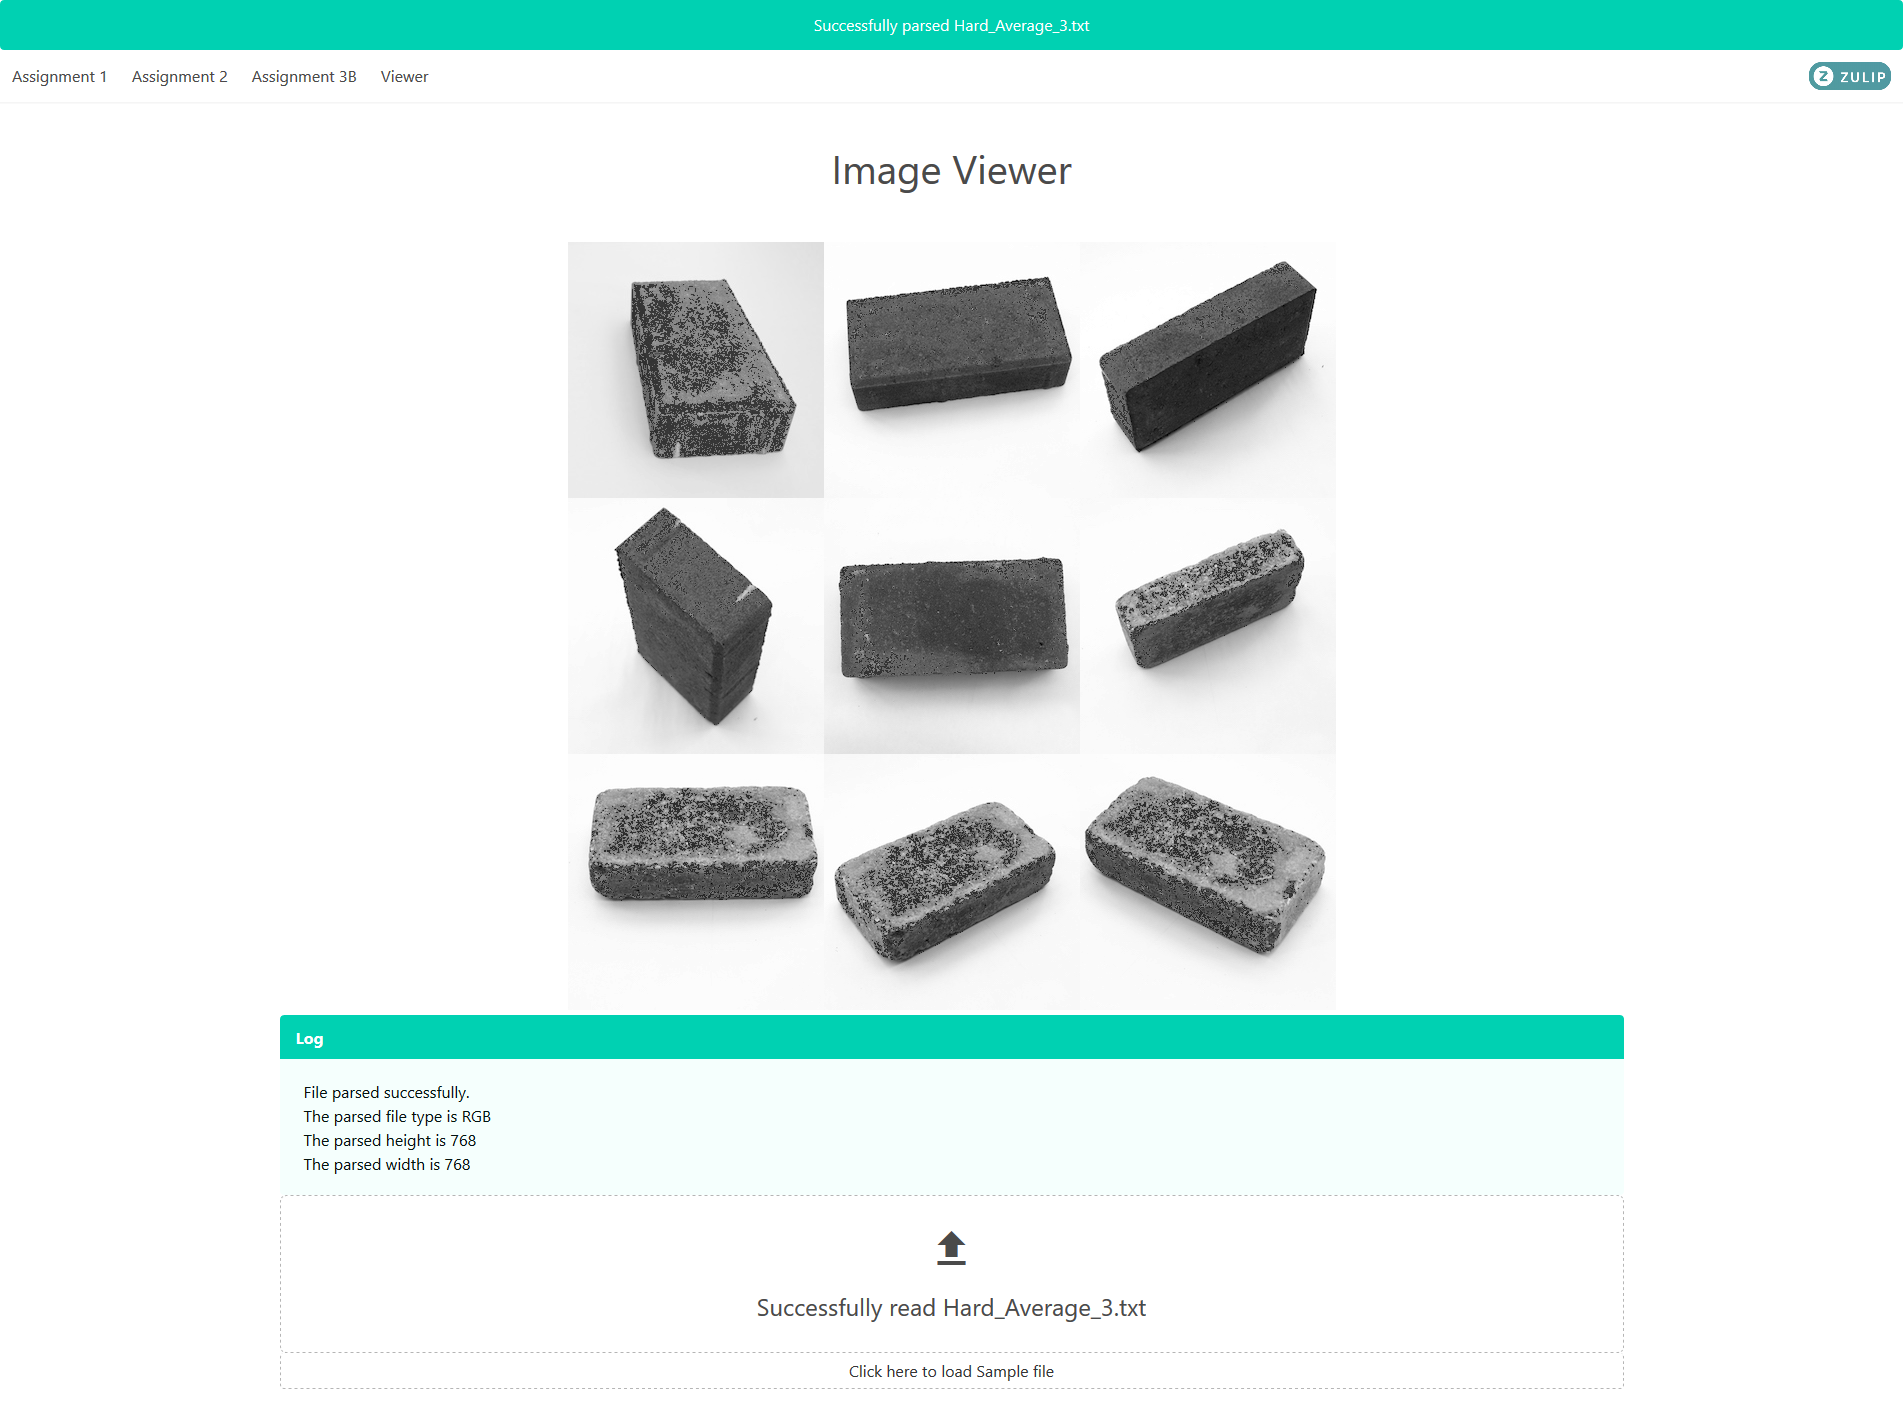 Successfully parsed Hard_Average_3.txt
Assignment 1
Assignment 2
Assignment 3B
Viewer
Z ZULIP
Image Viewer
Log
File parsed successfully.
The parsed file type is RGB
The parsed height is 768
The parsed width is 768
Successfully read Hard_Average_3.txt
Click here to load Sample file